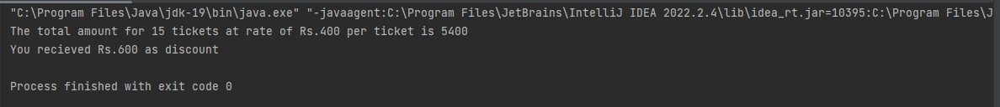 "C:\Program Files\Java\jdk-19\bin\java.exe" "-javaagent:C:\Program Files\JetBrains\IntelliJ IDEA 2022.2.4\lib\idea_rt.jar=10395:C:\Program Files\J
The total amount for 15 tickets at rate of Rs.400 per ticket is 5400
You recieved Rs.600 as discount
Process finished with exit code 0